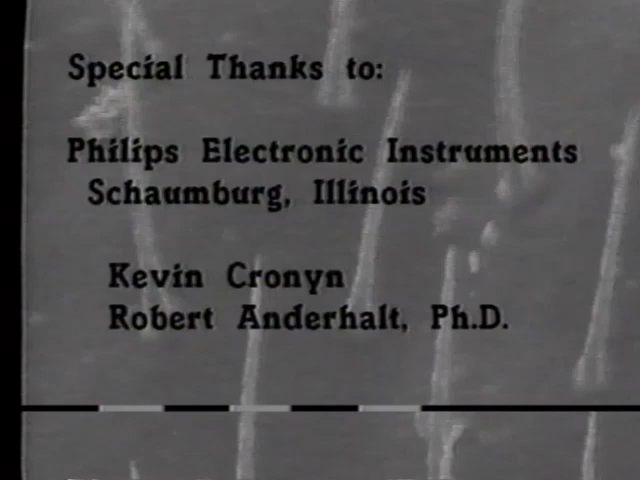 Special Thanks to:
Philips Electronic Instruments
Schaumburg, Illinois
Kevin Cronyn
Robert Anderhalt, Ph.D.